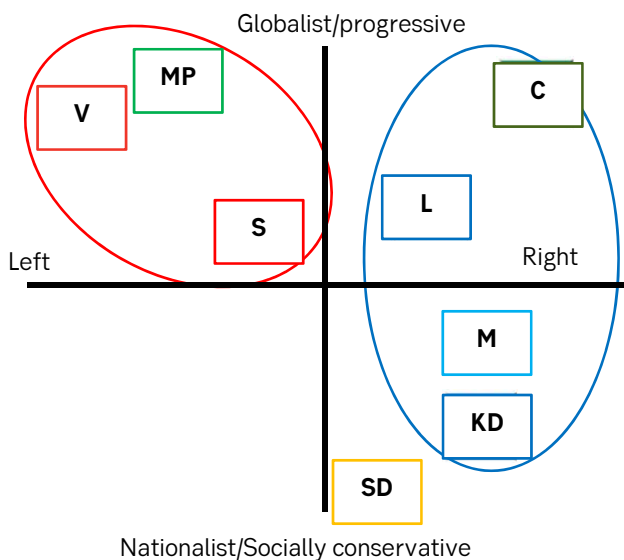 Globalist/progressive
MP
C
V
L
S
Left
Right
M
KD
SD
Nationalist/Socially conservative